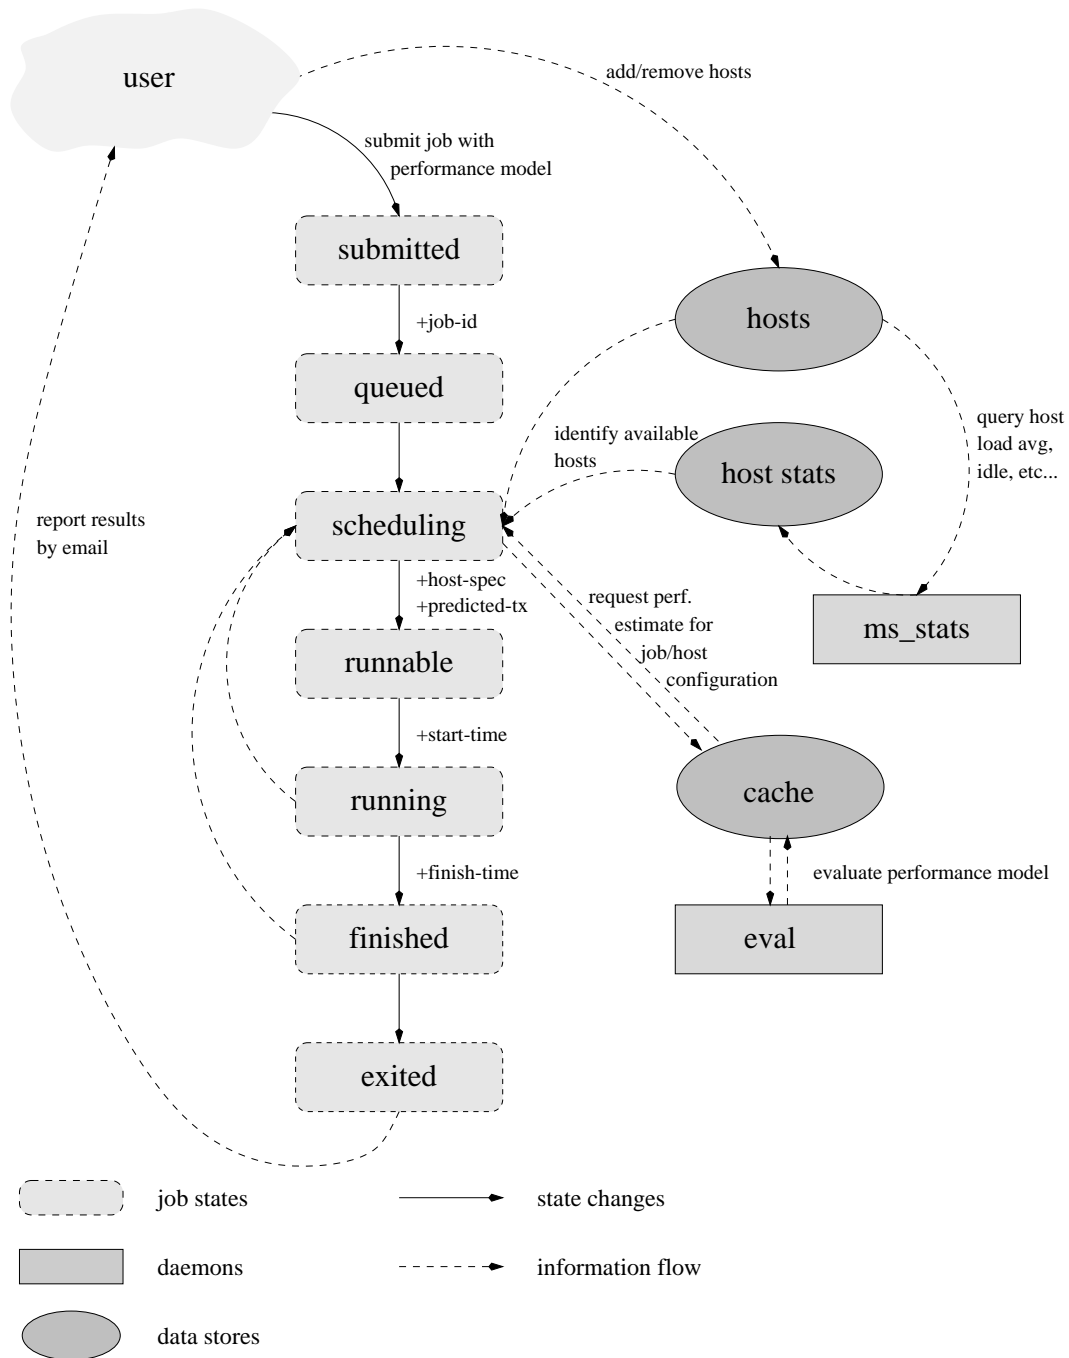 user
add/remove hosts
submit job with
performance model
submitted
hosts
+job-id
queued
query host
load avg,
idle, etc...
identify available
hosts
host stats
scheduling
report results
by email
+host-spec
+predicted-tx
request perf.
estimate for
job/host
configuration
ms_stats
runnable
+start-time
running
cache
+finish-time
evaluate performance model
finished
eval
exited
job states
state changes
daemons
information flow
data stores